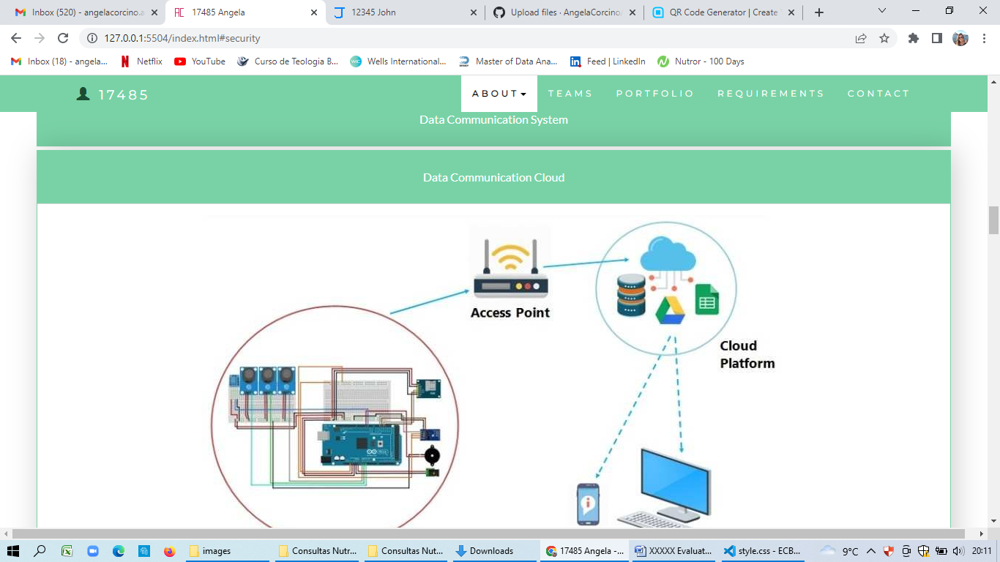 Inbox (520) - angelacorcino.a
17485 Angela
12345 John
Upload files · AngelaCorcino/
QR Code Generator | Create
127.0.0.1:5504/index.html#security
Inbox (18) - angela...
Netflix
YouTube
Curso de Teologia B...
Wells International...
Master of Data Ana...
Feed | LinkedIn
Nutror - 100 Days
17485
ABOUT
TEAMS
PORTFOLIO
REQUIREMENTS
CONTACT
Data Communication System
Data Communication Cloud
Access Point
Cloud
Platform
images
Consultas Nutr...
Consultas Nut...
Downloads
17485 Angela -...
XXXXX Evaluat...
style.css - ECB...
9°C
20:11